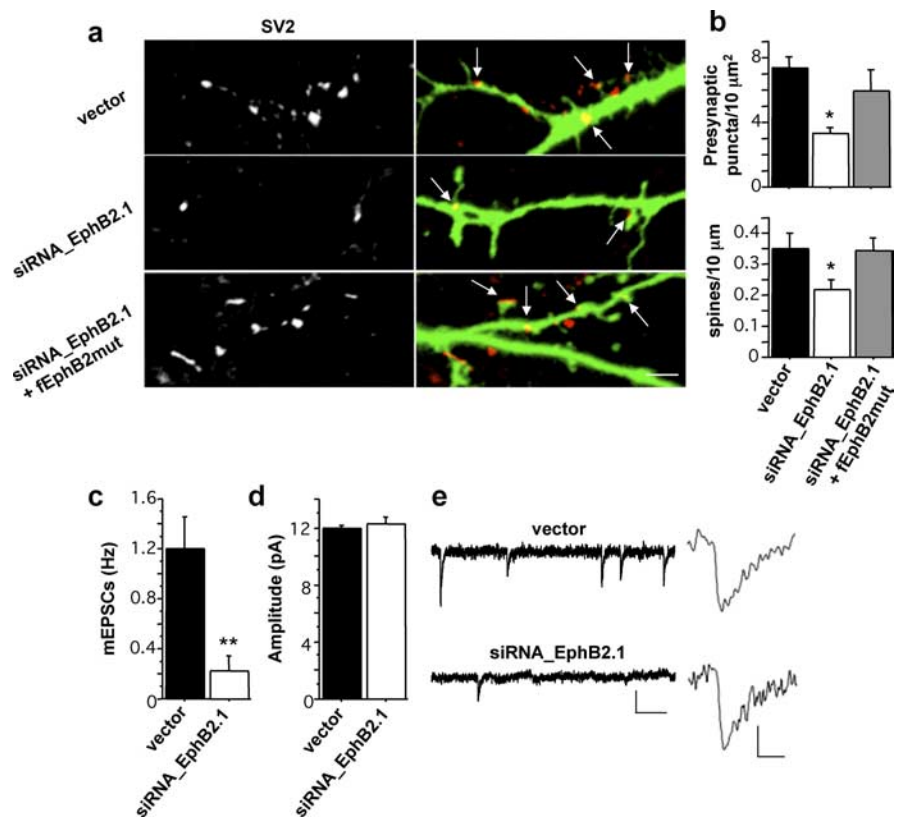 a
SV2
vector
siRNA_EphB2.1
siRNA_EphB2.1
+ fEphB2mut
b
Presynaptic
puncta/10 µm²
8
4
0
spines/10 µm
0.4
0.3
0.2
0.1
0
vector
siRNA_EphB2.1
siRNA_EphB2.1
+ fEphB2mut
*
*
c
mEPSCs (Hz)
1.6
1.2
0.8
0.4
0
**
vector
siRNA_EphB2.1
d
Amplitude (pA)
12
8
4
0
vector
siRNA_EphB2.1
e
vector
siRNA_EphB2.1